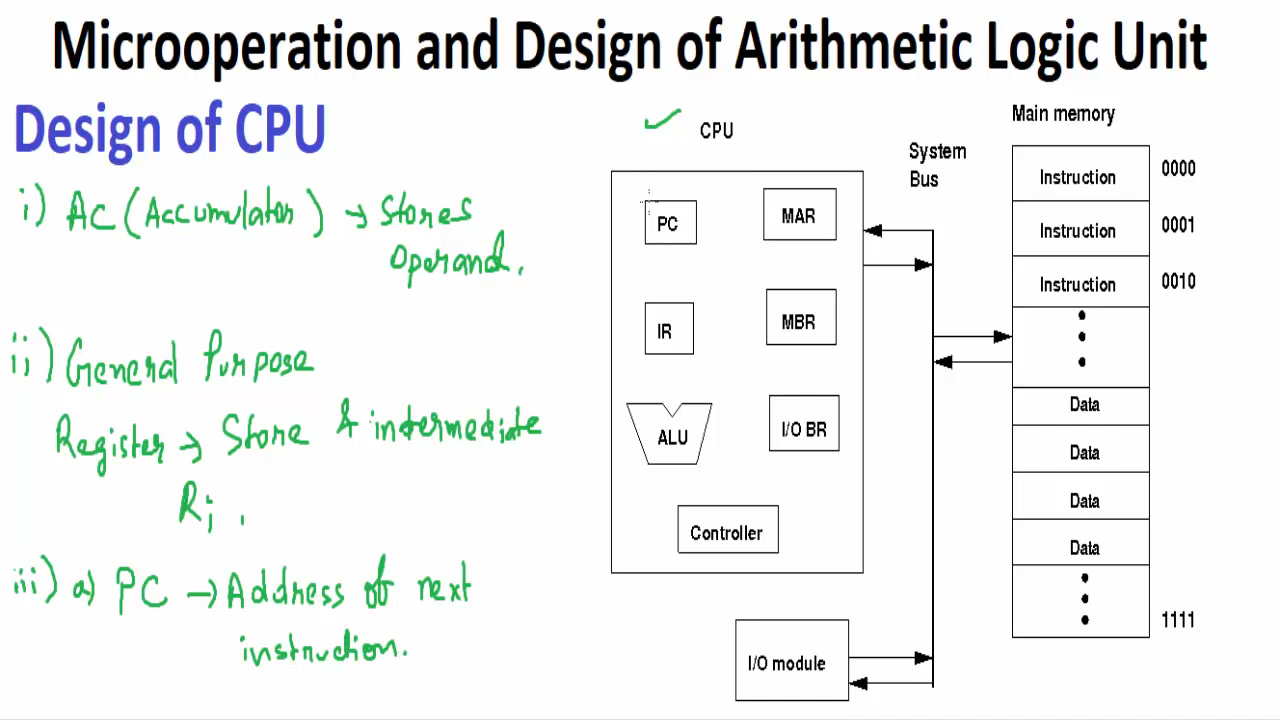 Microoperation and Design of Arithmetic Logic Unit
Design of CPU
i) AC (Accumulator) → Stores
Operand.
ii) General Purpose
Register → Store & intermediate
Ri .
iii) a) PC → Address of next
instruction.
CPU
PC
MAR
IR
MBR
ALU
I/O BR
Controller
System
Bus
I/O module
Main memory
Instruction 0000
Instruction 0001
Instruction 0010
Data
Data
Data
Data
1111